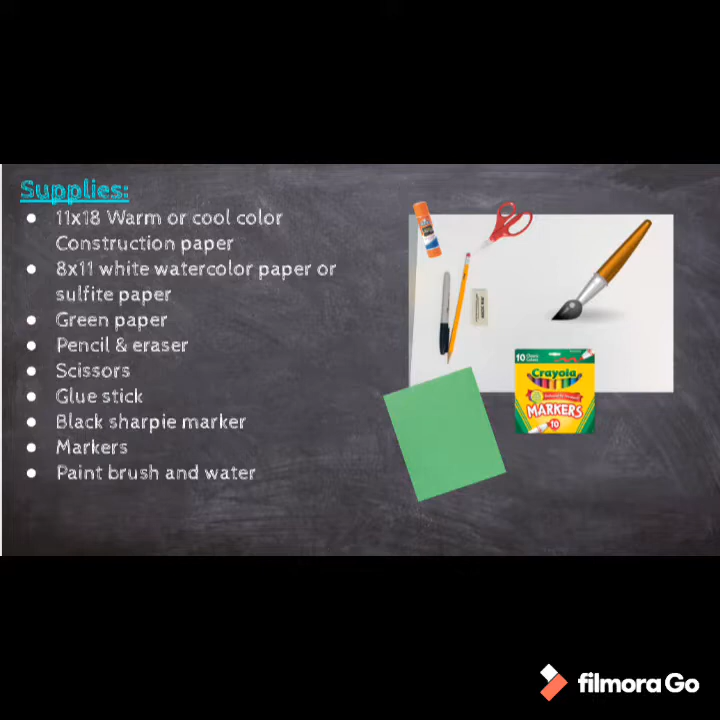 Supplies:
● 11x18 Warm or cool color
Construction paper
● 8x11 white watercolor paper or
sulfite paper
● Green paper
● Pencil & eraser
● Scissors
● Glue stick
● Black sharpie marker
● Markers
● Paint brush and water
10
Crayola
MARKERS
10
filmora Go